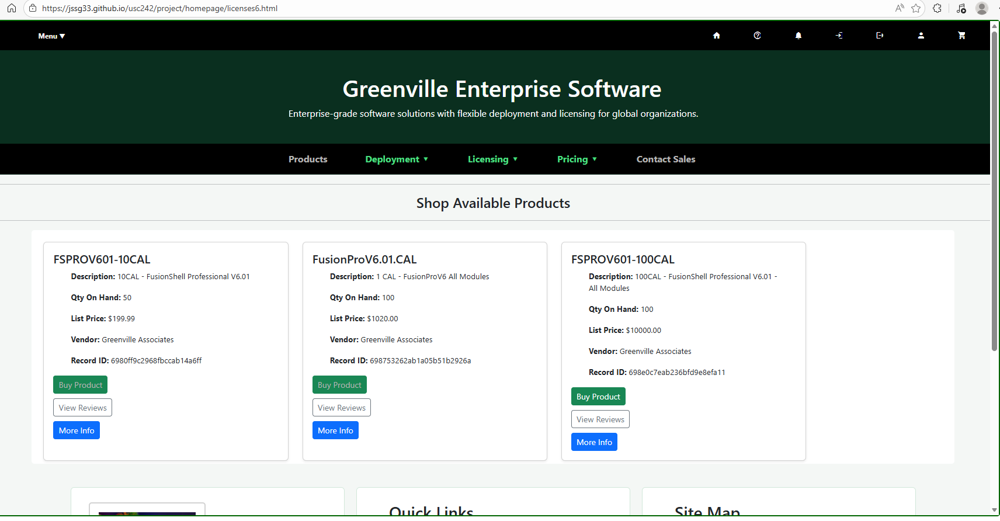 https://jssg33.github.io/usc242/project/homepage/licenses6.html
Menu ▼
Greenville Enterprise Software
Enterprise-grade software solutions with flexible deployment and licensing for global organizations.
Products Deployment ▼ Licensing ▼ Pricing ▼ Contact Sales
Shop Available Products
FSPROV601-10CAL
Description: 10CAL - FusionShell Professional V6.01
Qty On Hand: 50
List Price: $199.99
Vendor: Greenville Associates
Record ID: 6980ff9c2968fbccab14a6ff
Buy Product
View Reviews
More Info
FusionProV6.01.CAL
Description: 1 CAL - FusionProV6 All Modules
Qty On Hand: 100
List Price: $1020.00
Vendor: Greenville Associates
Record ID: 698753262ab1a05b51b2926a
Buy Product
View Reviews
More Info
FSPROV601-100CAL
Description: 100CAL - FusionShell Professional V6.01 -
All Modules
Qty On Hand: 100
List Price: $10000.00
Vendor: Greenville Associates
Record ID: 698e0c7eab236bfd9e8efa11
Buy Product
View Reviews
More Info
Quick Links
Site Map